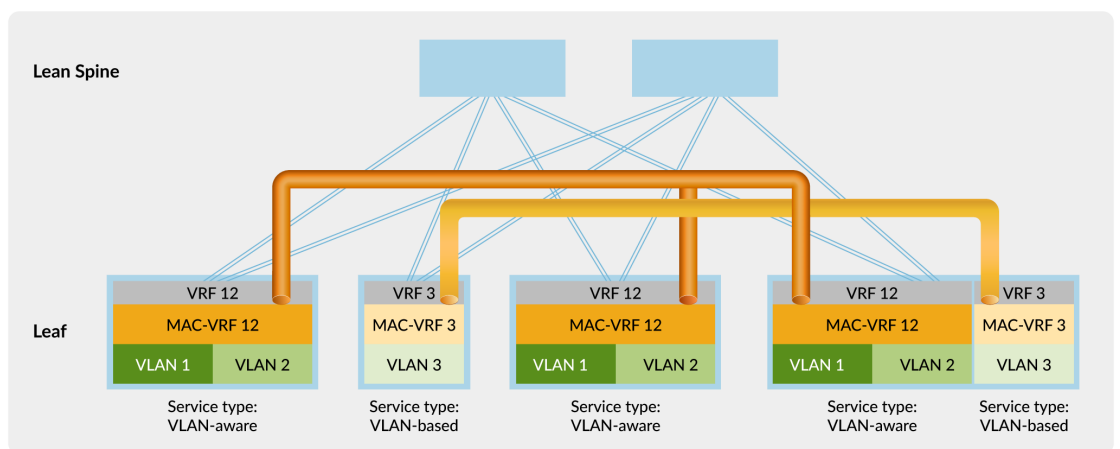 Lean Spine
VRF 12
VRF 3
VRF 12
VRF 12
VRF 3
Leaf
MAC-VRF 12
MAC-VRF 3
MAC-VRF 12
MAC-VRF 12
MAC-VRF 3
VLAN 1
VLAN 2
VLAN 3
VLAN 1
VLAN 2
VLAN 1
VLAN 2
VLAN 3
Service type:
VLAN-aware
Service type:
VLAN-based
Service type:
VLAN-aware
Service type:
VLAN-aware
Service type:
VLAN-based